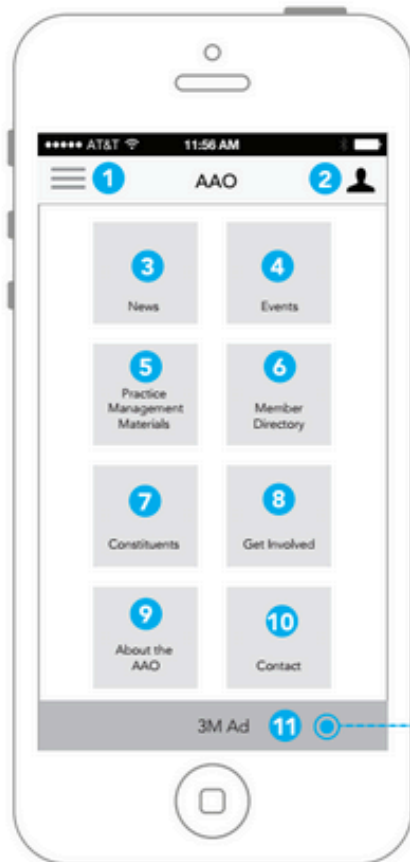 AT&T 11:56 AM
1 AAO 2
3 4
News Events
5 6
Practice
Management
Materials
Member
Directory
7 8
Constituents Get Involved
9 10
About the
AAO
Contact
3M Ad 11